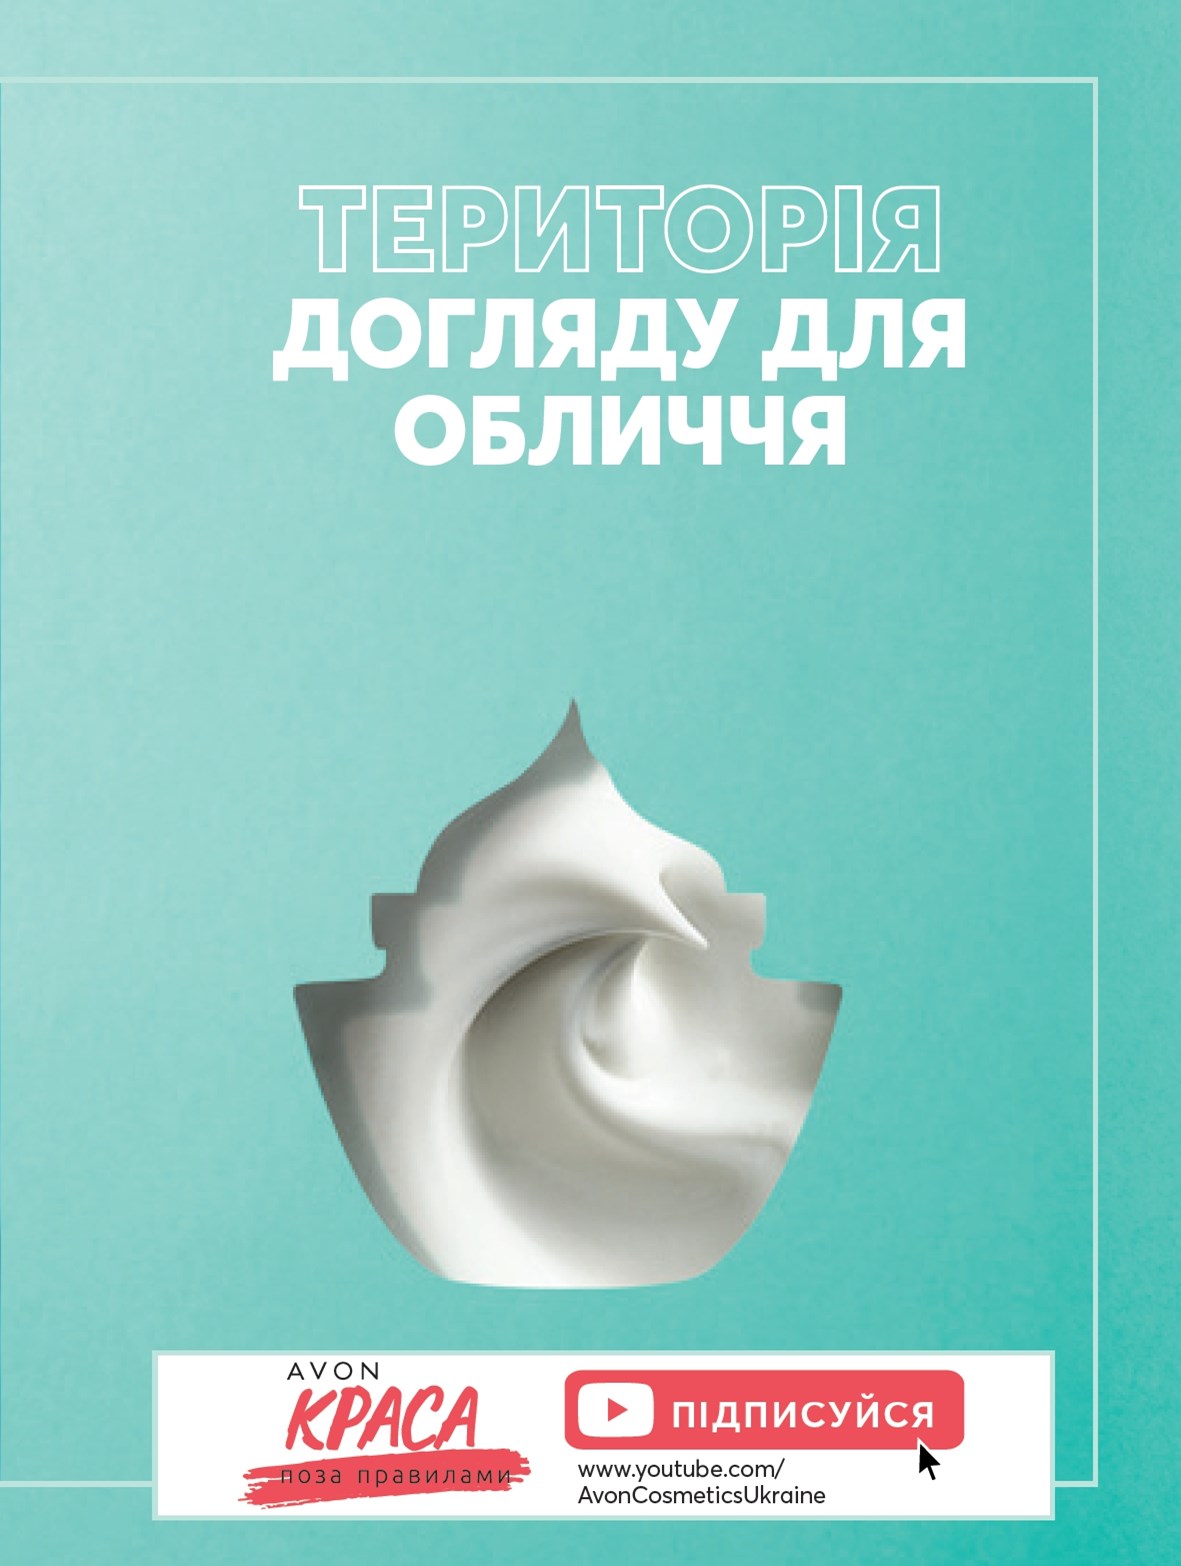 ТЕРИТОРІЯ
ДОГЛЯДУ ДЛЯ
ОБЛИЧЧЯ
AVON
КРАСА
поза правилами
ПІДПИСУЙСЯ
www.youtube.com/
AvonCosmeticsUkraine